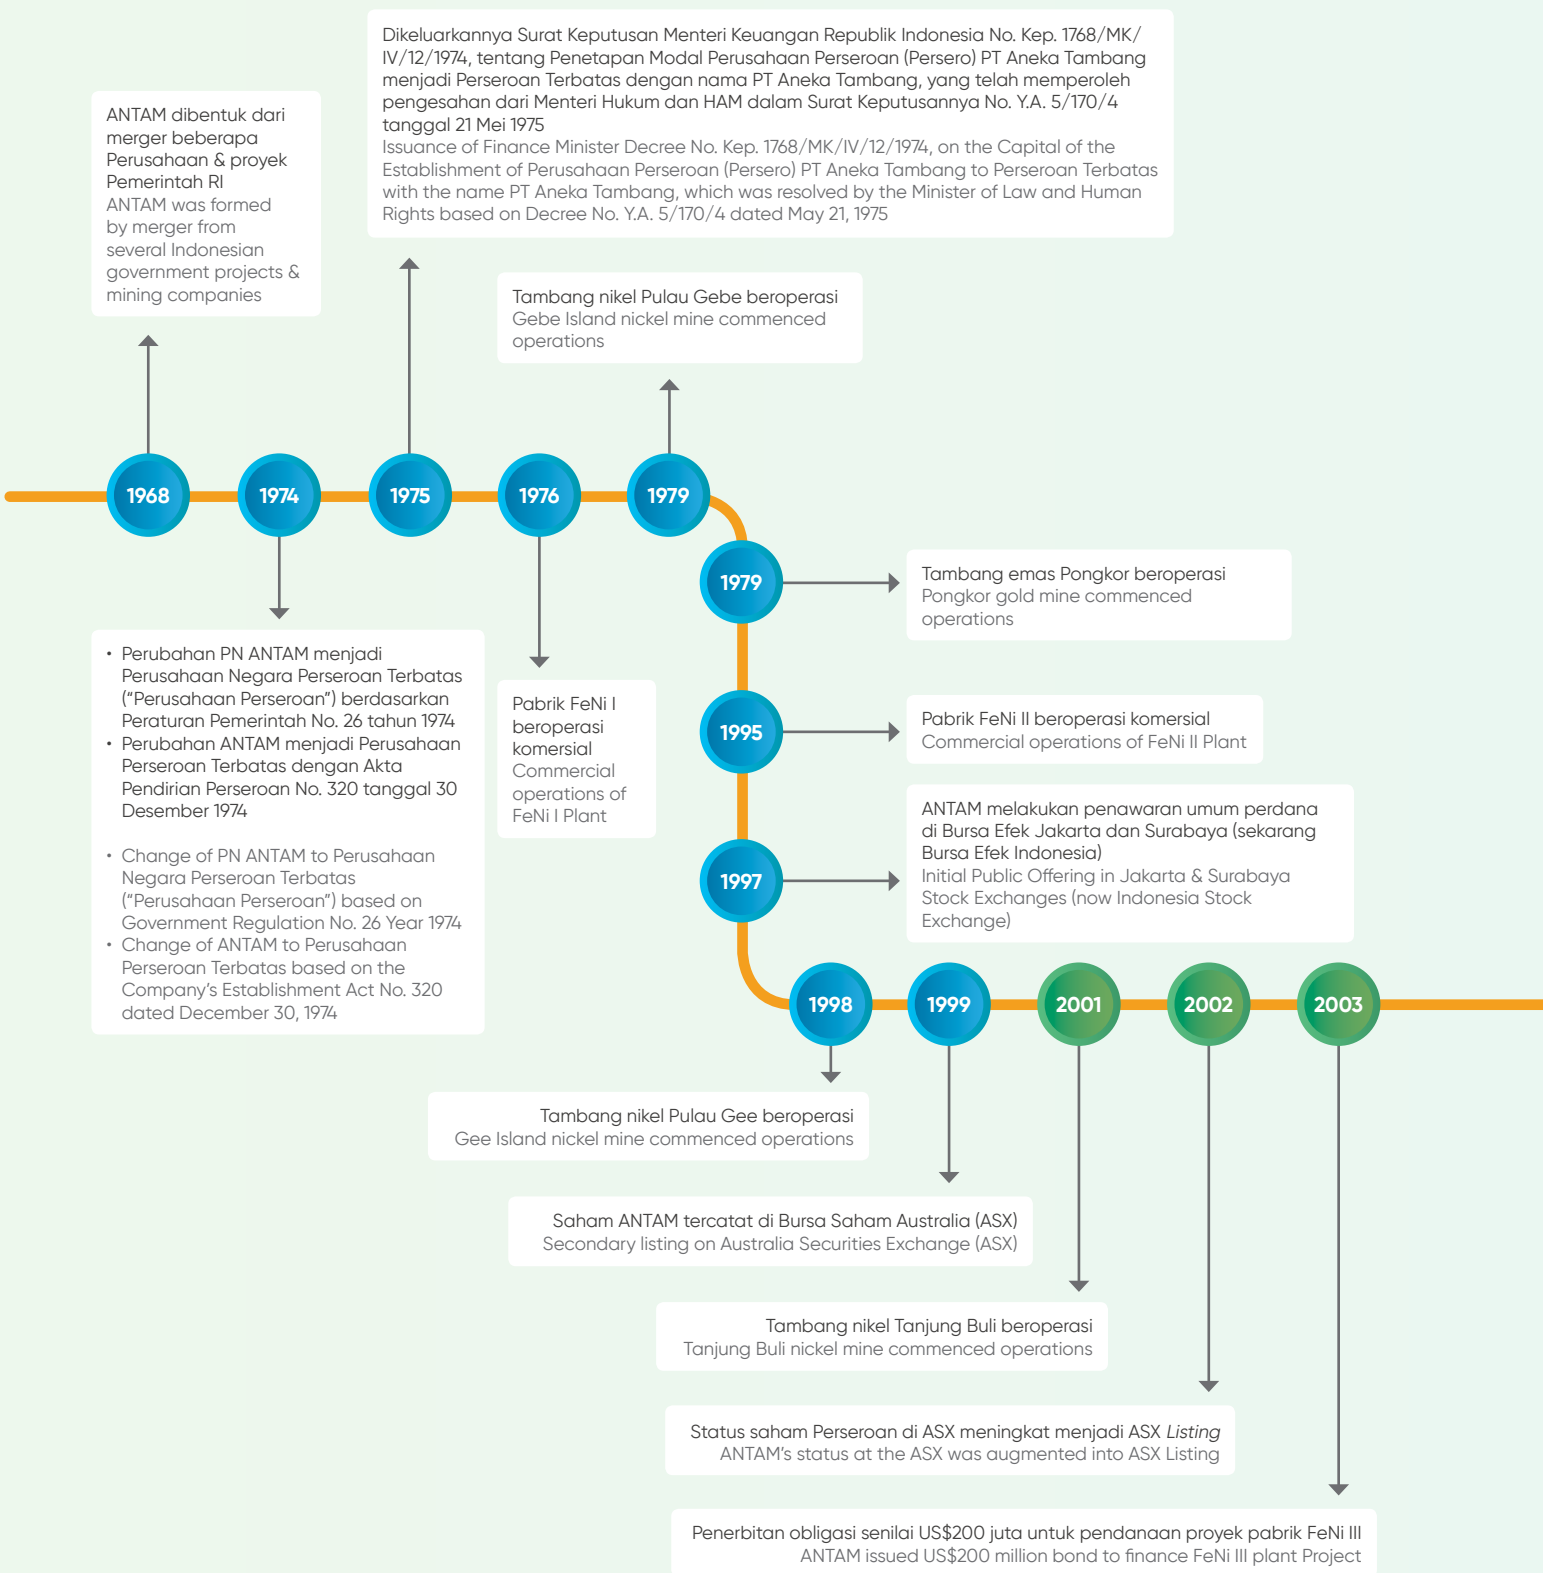 Dikeluarkannya Surat Keputusan Menteri Keuangan Republik Indonesia No. Kep. 1768/MK/
IV/12/1974, tentang Penetapan Modal Perusahaan Perseroan (Persero) PT Aneka Tambang
menjadi Perseroan Terbatas dengan nama PT Aneka Tambang, yang telah memperoleh
pengesahan dari Menteri Hukum dan HAM dalam Surat Keputusannya No. Y.A. 5/170/4
tanggal 21 Mei 1975
Issuance of Finance Minister Decree No. Kep. 1768/MK/IV/12/1974, on the Capital of the
Establishment of Perusahaan Perseroan (Persero) PT Aneka Tambang to Perseroan Terbatas
with the name PT Aneka Tambang, which was resolved by the Minister of Law and Human
Rights based on Decree No. Y.A. 5/170/4 dated May 21, 1975
ANTAM dibentuk dari
merger beberapa
Perusahaan & proyek
Pemerintah RI
ANTAM was formed
by merger from
several Indonesian
government projects &
mining companies
Tambang nikel Pulau Gebe beroperasi
Gebe Island nickel mine commenced
operations
1968
1974
1975
1976
1979
• Perubahan PN ANTAM menjadi
Perusahaan Negara Perseroan Terbatas
("Perusahaan Perseroan") berdasarkan
Peraturan Pemerintah No. 26 tahun 1974
• Perubahan ANTAM menjadi Perusahaan
Perseroan Terbatas dengan Akta
Pendirian Perseroan No. 320 tanggal 30
Desember 1974
• Change of PN ANTAM to Perusahaan
Negara Perseroan Terbatas
("Perusahaan Perseroan") based on
Government Regulation No. 26 Year 1974
• Change of ANTAM to Perusahaan
Perseroan Terbatas based on the
Company's Establishment Act No. 320
dated December 30, 1974
Pabrik FeNi I
beroperasi
komersial
Commercial
operations of
FeNi I Plant
1979
Tambang emas Pongkor beroperasi
Pongkor gold mine commenced
operations
1995
Pabrik FeNi II beroperasi komersial
Commercial operations of FeNi II Plant
1997
ANTAM melakukan penawaran umum perdana
di Bursa Efek Jakarta dan Surabaya (sekarang
Bursa Efek Indonesia)
Initial Public Offering in Jakarta & Surabaya
Stock Exchanges (now Indonesia Stock
Exchange)
1998
1999
2001
2002
2003
Tambang nikel Pulau Gee beroperasi
Gee Island nickel mine commenced operations
Saham ANTAM tercatat di Bursa Saham Australia (ASX)
Secondary listing on Australia Securities Exchange (ASX)
Tambang nikel Tanjung Buli beroperasi
Tanjung Buli nickel mine commenced operations
Status saham Perseroan di ASX meningkat menjadi ASX Listing
ANTAM's status at the ASX was augmented into ASX Listing
Penerbitan obligasi senilai US$200 juta untuk pendanaan proyek pabrik FeNi III
ANTAM issued US$200 million bond to finance FeNi III plant Project